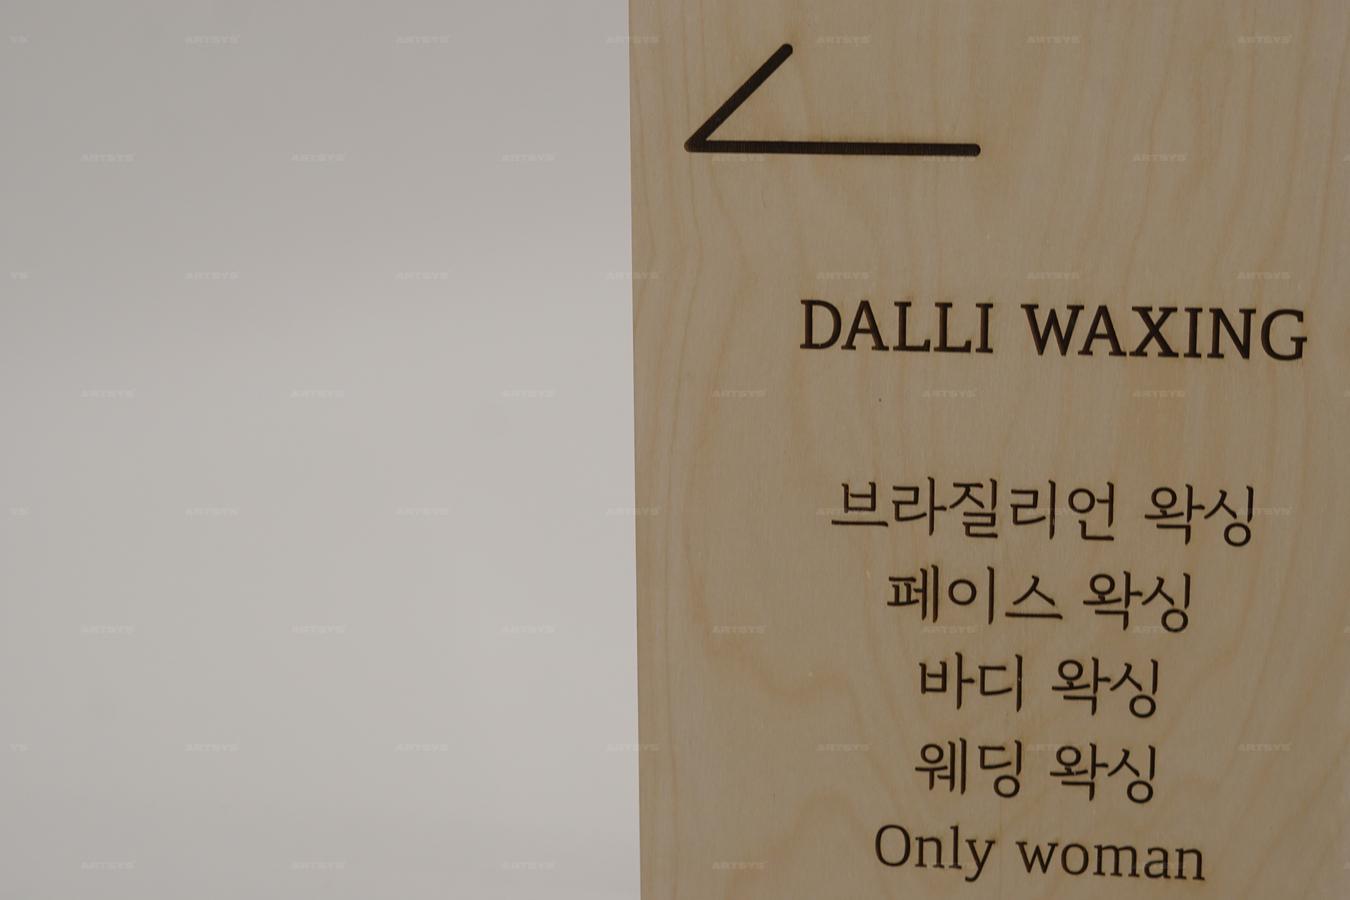 DALLI WAXING
브라질리언 왁싱
페이스 왁싱
바디 왁싱
웨딩 왁싱
Only woman